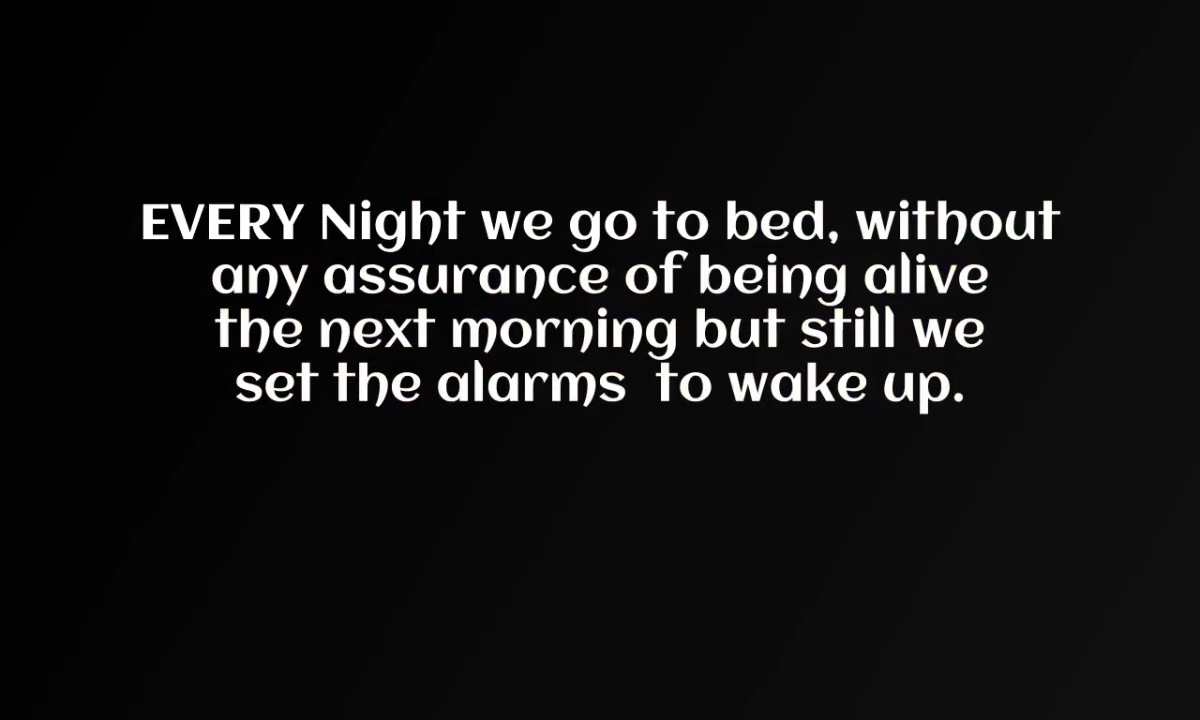 EVERY Night we go to bed, without
any assurance of being alive
the next morning but still we
set the alarms  to wake up.